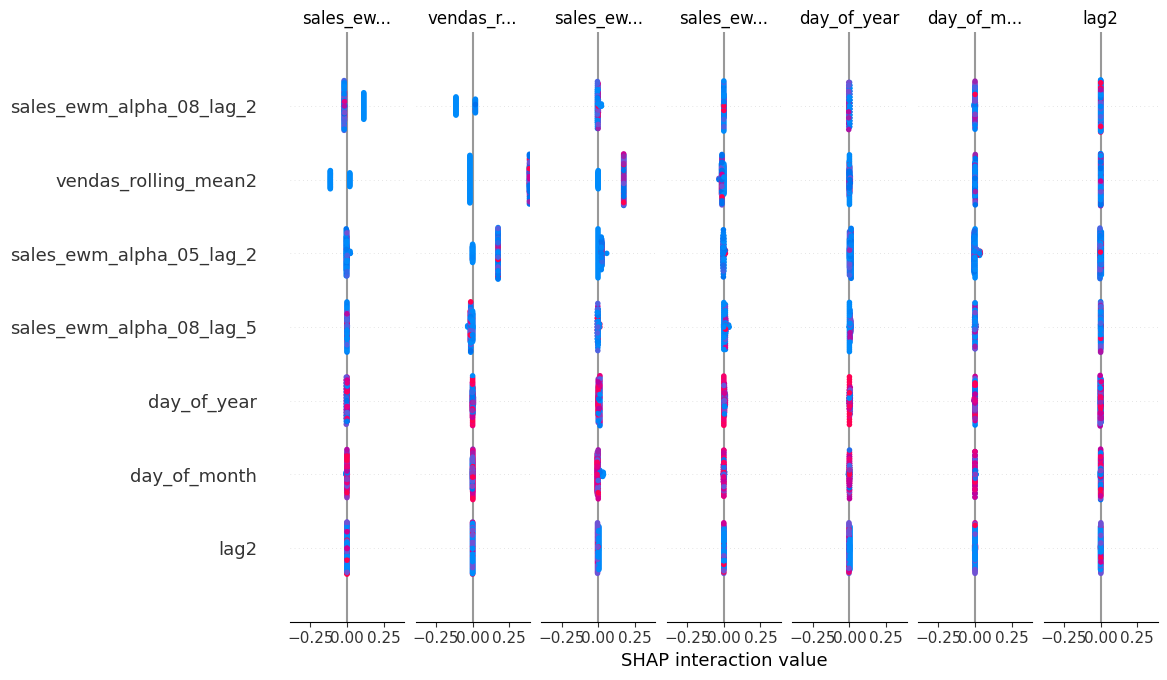 sales_ew... vendas_r... sales_ew... sales_ew... day_of_year day_of_m... lag2
sales_ewm_alpha_08_lag_2
vendas_rolling_mean2
sales_ewm_alpha_05_lag_2
sales_ewm_alpha_08_lag_5
day_of_year
day_of_month
lag2
−0.25 0.00 0.25 −0.25 0.00 0.25 −0.25 0.00 0.25 −0.25 0.00 0.25 −0.25 0.00 0.25 −0.25 0.00 0.25 −0.25 0.00 0.25
SHAP interaction value